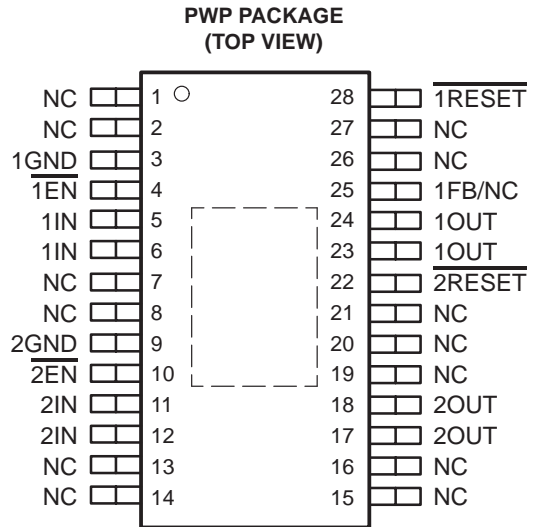 PWP PACKAGE
(TOP VIEW)
NC 1 28 1RESET
NC 2 27 NC
1GND 3 26 NC
1EN 4 25 1FB/NC
1IN 5 24 1OUT
1IN 6 23 1OUT
NC 7 22 2RESET
NC 8 21 NC
2GND 9 20 NC
2EN 10 19 NC
2IN 11 18 2OUT
2IN 12 17 2OUT
NC 13 16 NC
NC 14 15 NC